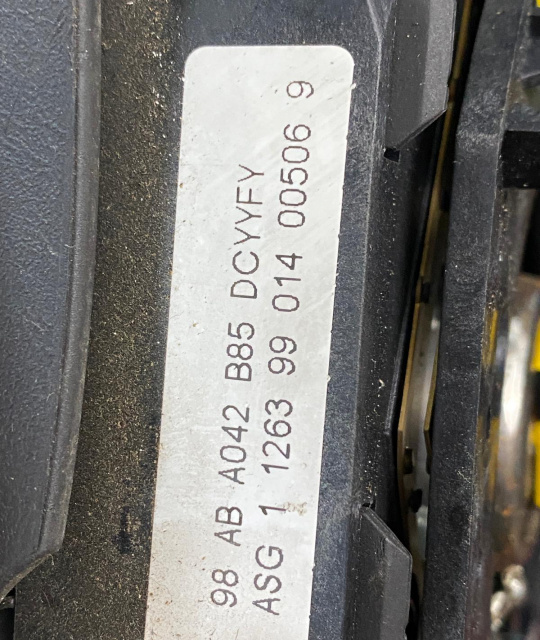 98 AB A042 B85 DCYYFY
ASG 1 1263 99 014 00506 9